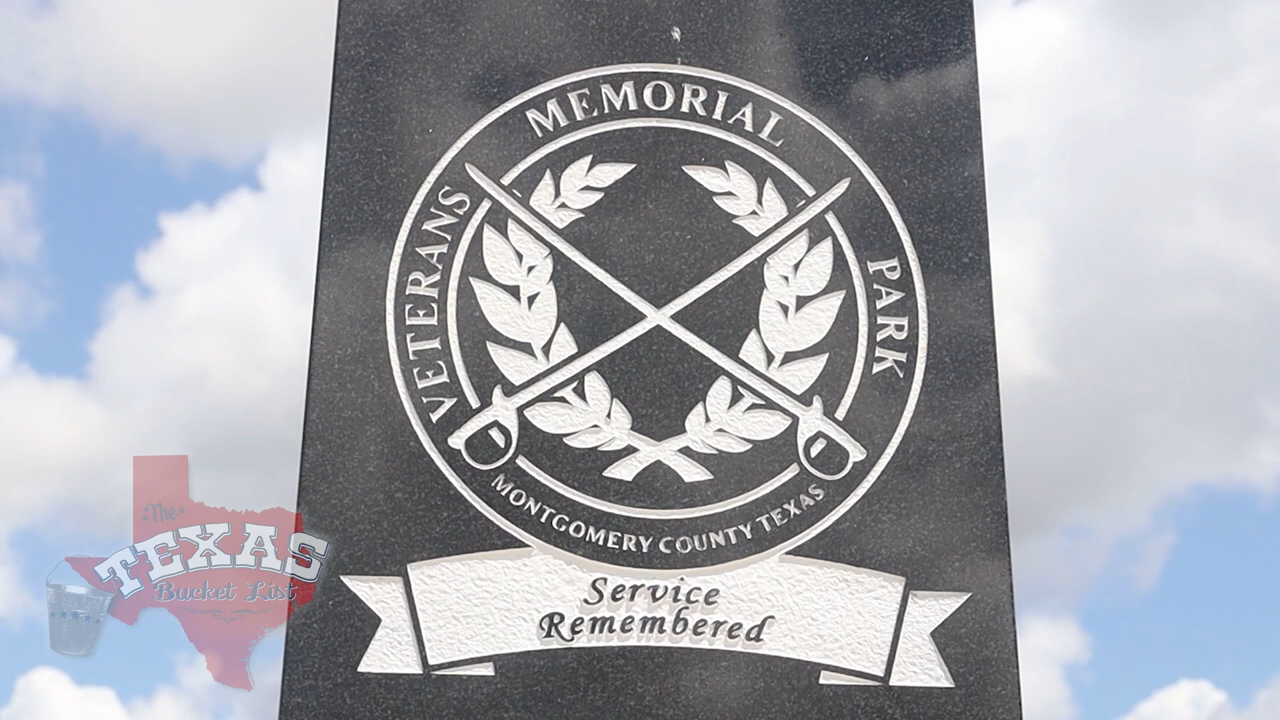 VETERANS MEMORIAL PARK
MONTGOMERY COUNTY TEXAS
Service
Remembered
The
TEXAS
Bucket List